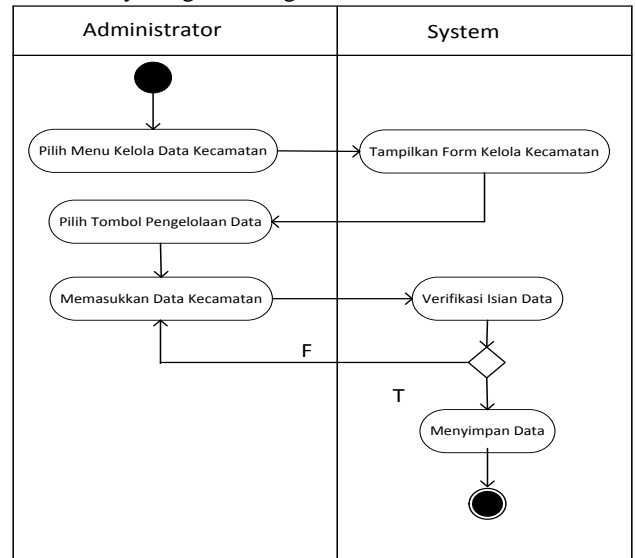 Administrator
System
Pilih Menu Kelola Data Kecamatan
Tampilkan Form Kelola Kecamatan
Pilih Tombol Pengelolaan Data
Memasukkan Data Kecamatan
Verifikasi Isian Data
F
T
Menyimpan Data